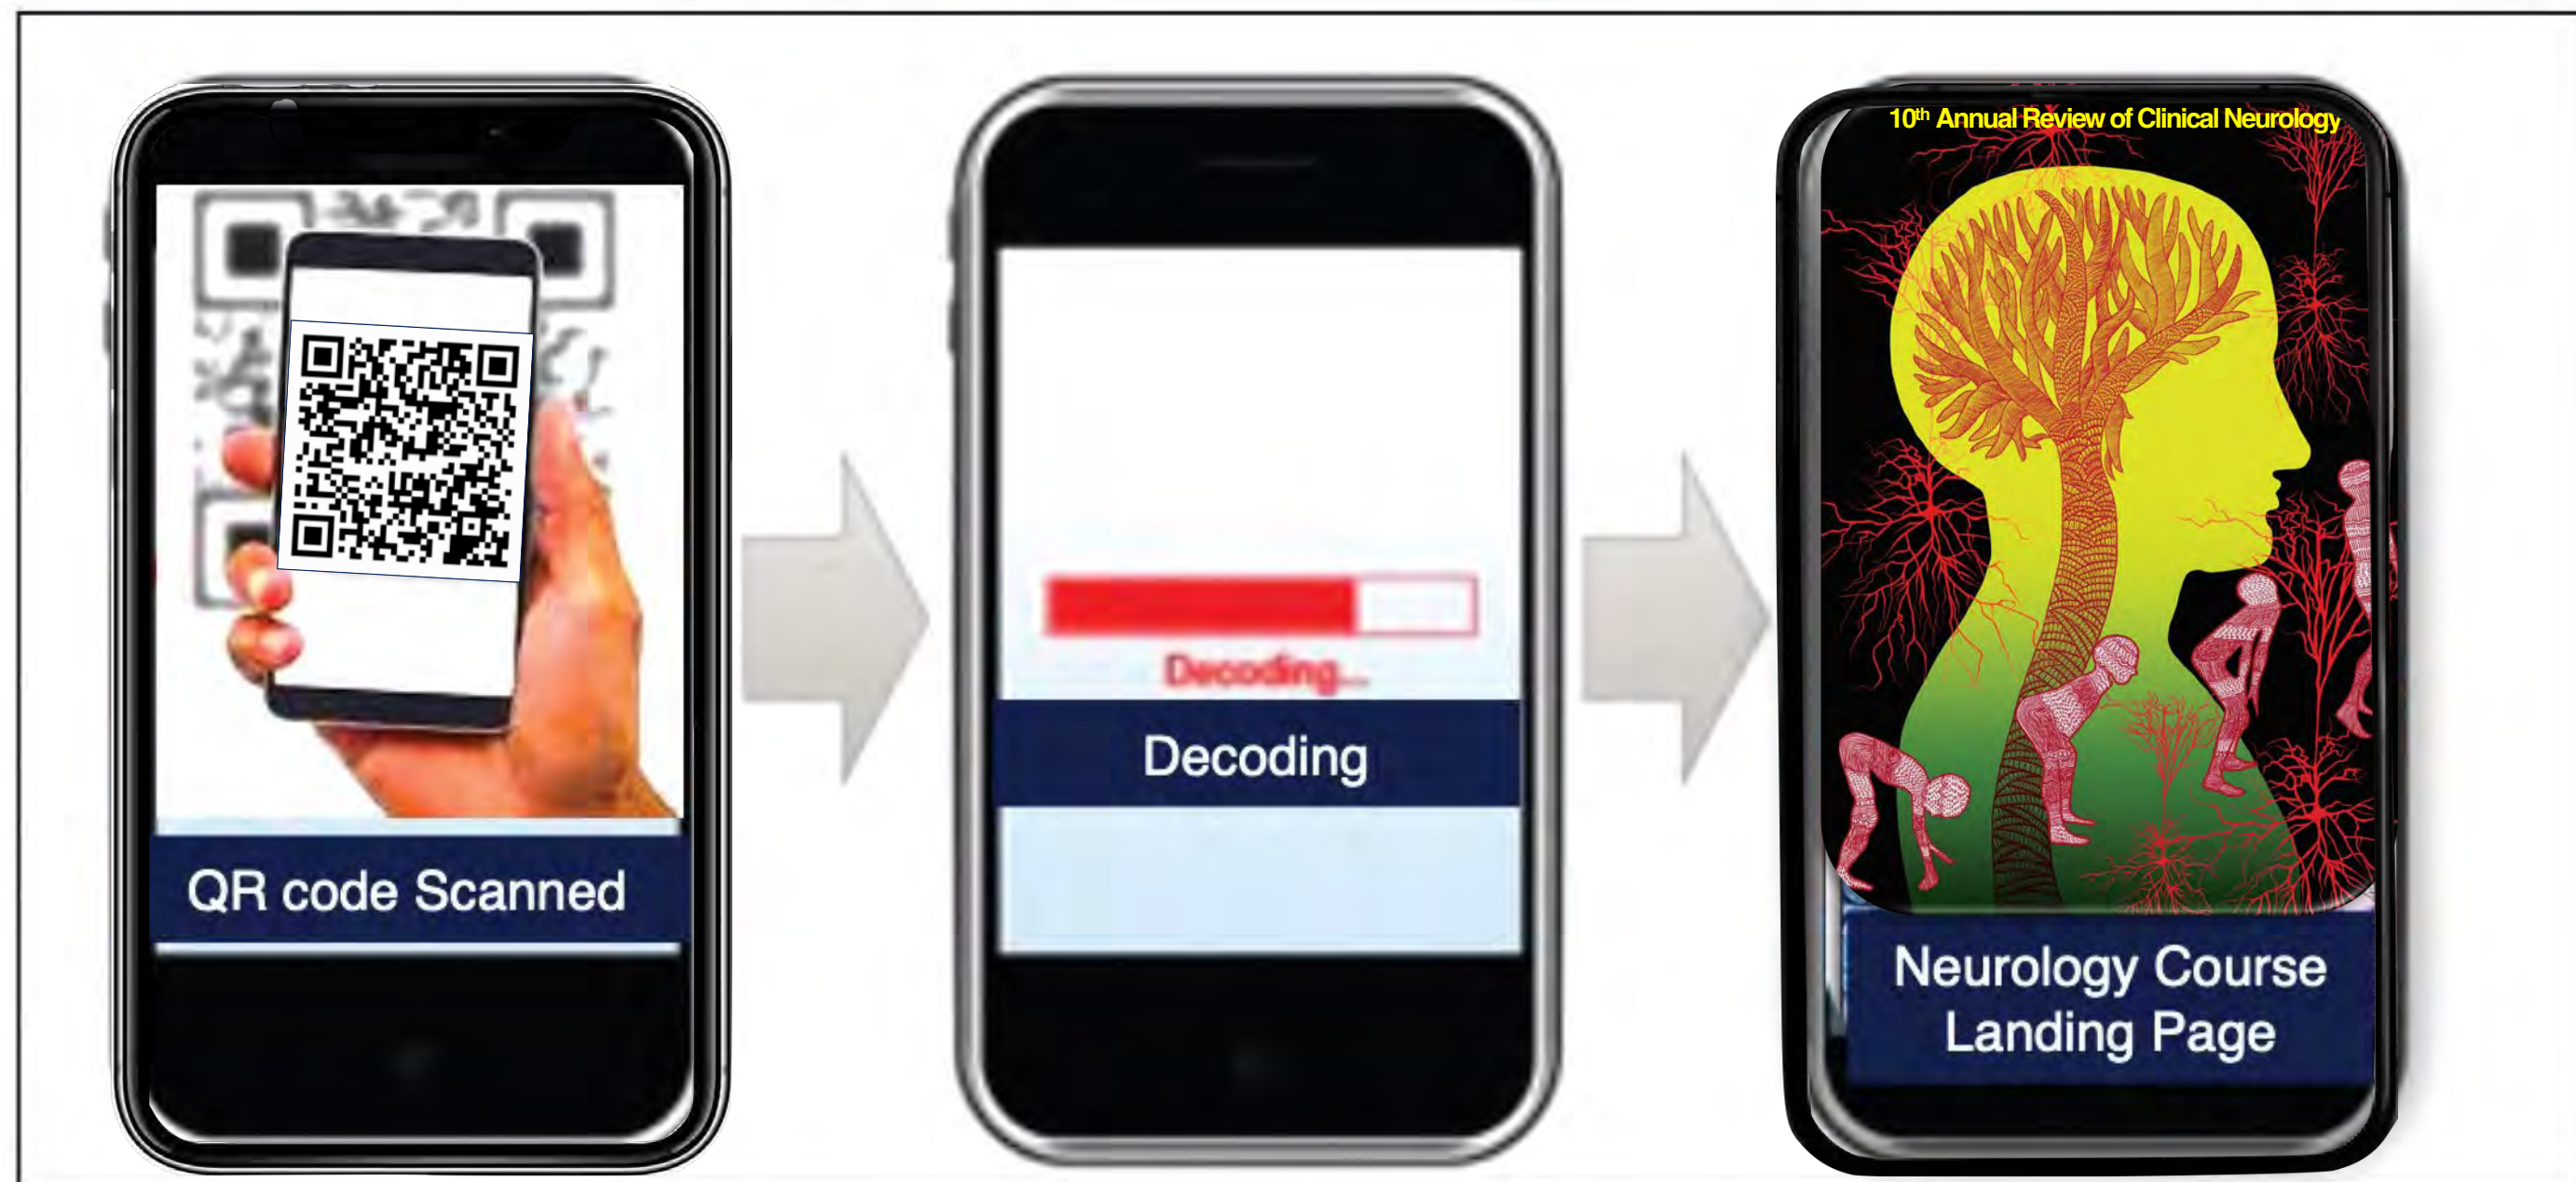 QR code Scanned
Decoding...
Decoding
10th Annual Review of Clinical Neurology
Neurology Course
Landing Page